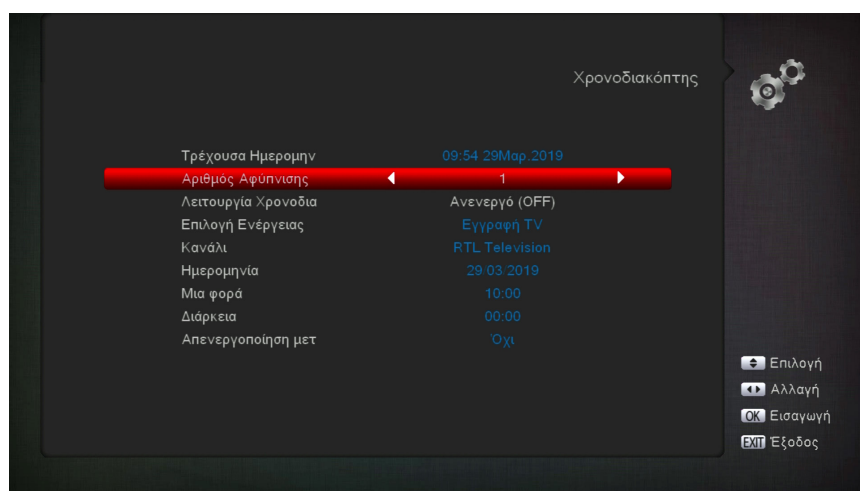 Χρονοδιακόπτης
Τρέχουσα Ημερομην 09:54 29Μαρ.2019
Αριθμός Αφύπνισης 1
Λειτουργία Χρονοδια Ανενεργό (OFF)
Επιλογή Ενέργειας Εγγραφή TV
Κανάλι RTL Television
Ημερομηνία 29/03/2019
Μια φορά 10:00
Διάρκεια 00:00
Απενεργοποίηση μετ Όχι
Επιλογή
Αλλαγή
OK Εισαγωγή
EXIT Έξοδος